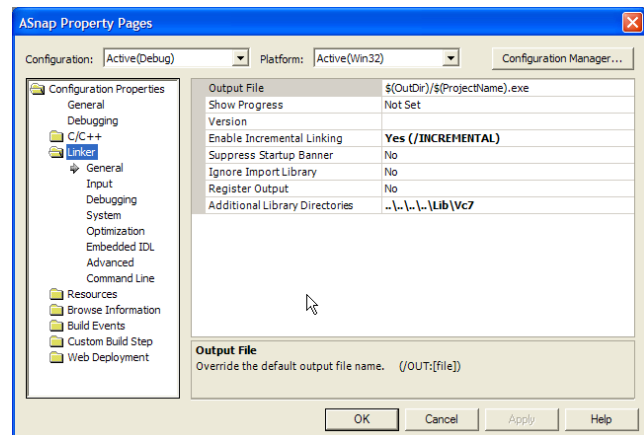 ASnap Property Pages
Configuration: Active(Debug) Platform: Active(Win32) Configuration Manager...
Configuration Properties
General
Debugging
C/C++
Linker
General
Input
Debugging
System
Optimization
Embedded IDL
Advanced
Command Line
Resources
Browse Information
Build Events
Custom Build Step
Web Deployment
Output File $(OutDir)/$(ProjectName).exe
Show Progress Not Set
Version
Enable Incremental Linking Yes (/INCREMENTAL)
Suppress Startup Banner No
Ignore Import Library No
Register Output No
Additional Library Directories ..\..\..\..\Lib\Vc7
Output File
Override the default output file name. (/OUT:[file])
OK Cancel Apply Help